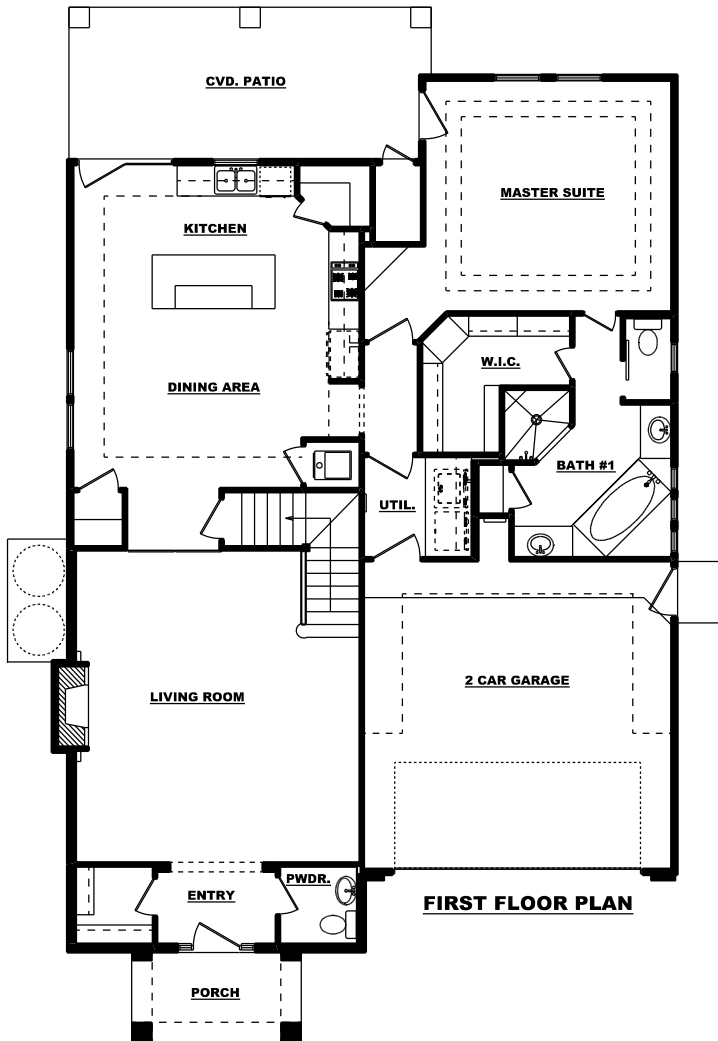 CVD. PATIO
MASTER SUITE
KITCHEN
W.I.C.
DINING AREA
BATH #1
UTIL.
LIVING ROOM
2 CAR GARAGE
PWDR.
ENTRY
FIRST FLOOR PLAN
PORCH